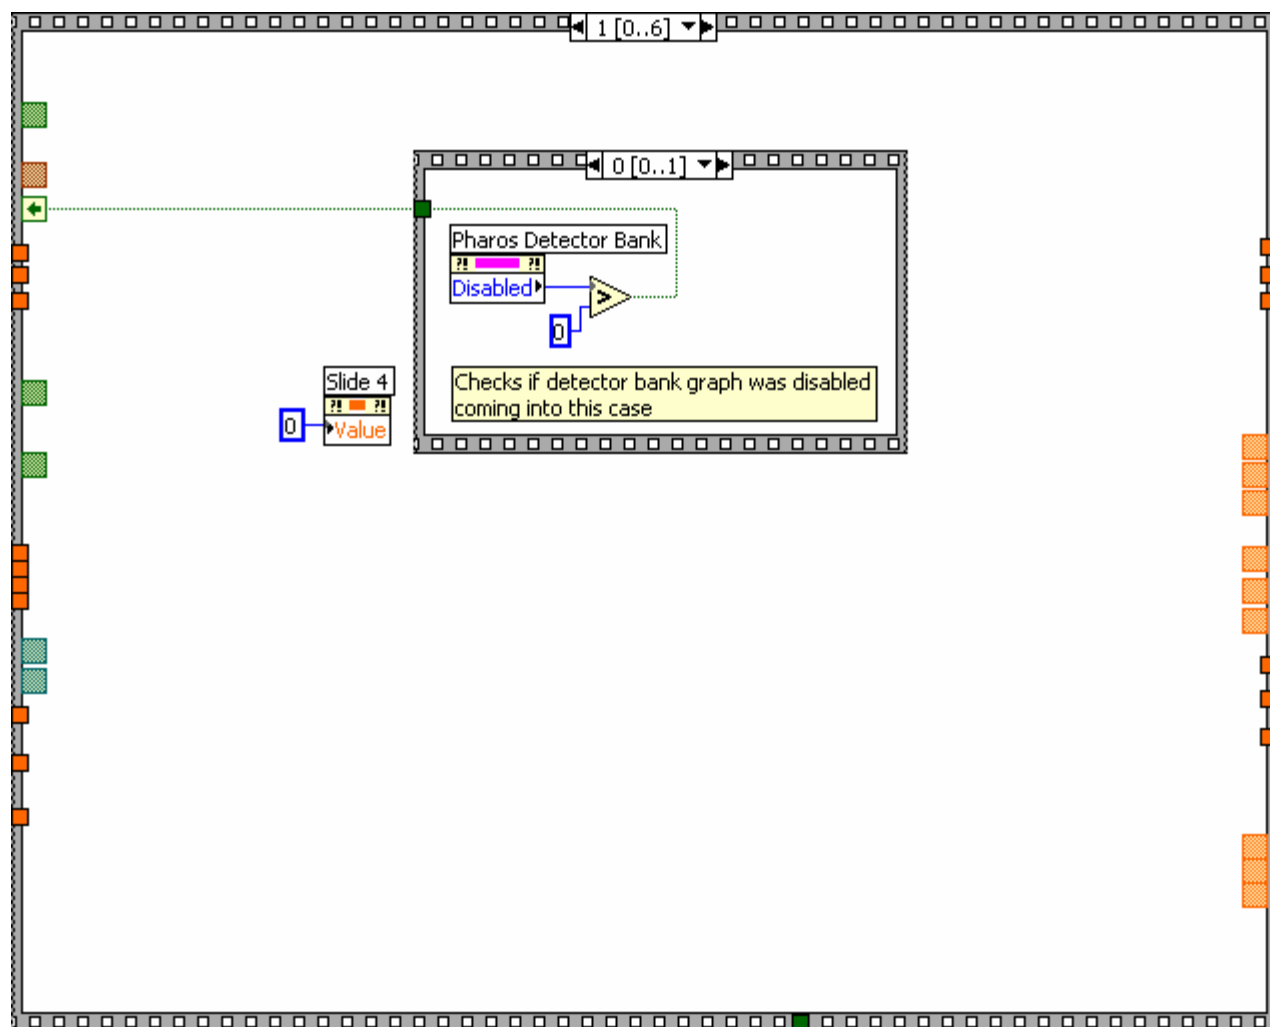 1 [0..6]
0 [0..1]
Pharos Detector Bank
?! ?!
Disabled
>
0
Slide 4
?! ?!
0
Value
Checks if detector bank graph was disabled
coming into this case